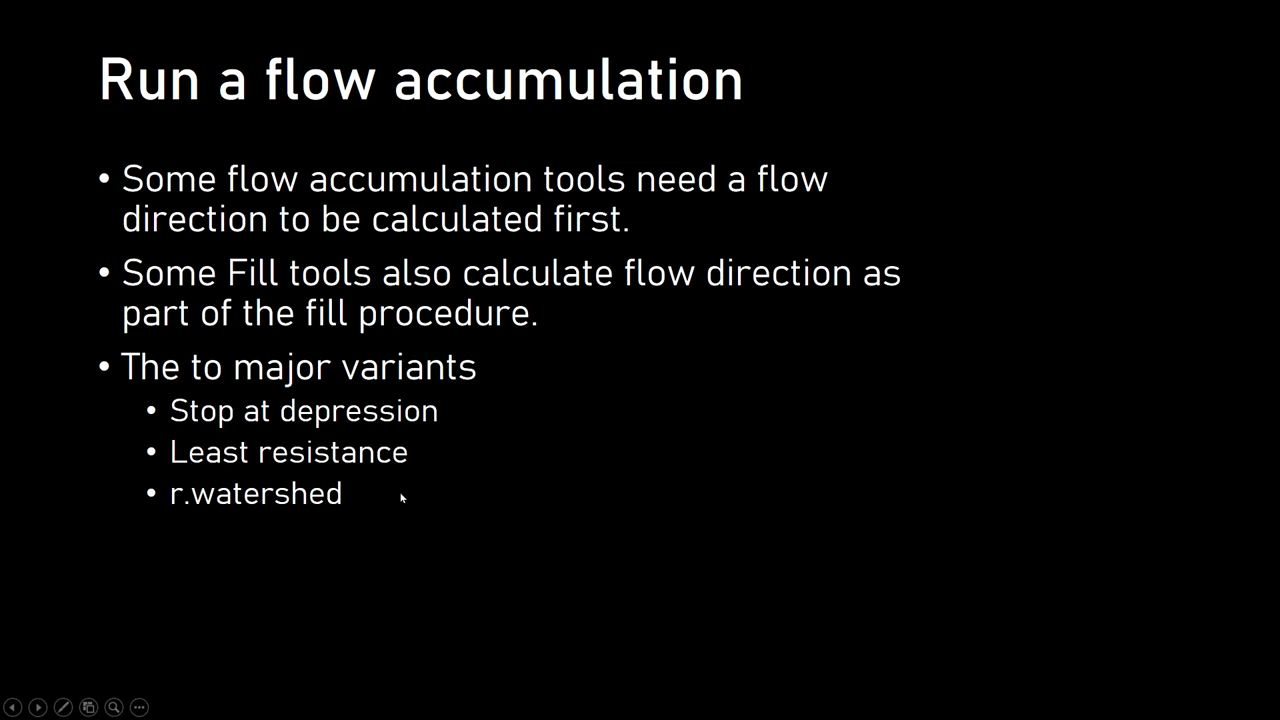 Run a flow accumulation
• Some flow accumulation tools need a flow
direction to be calculated first.
• Some Fill tools also calculate flow direction as
part of the fill procedure.
• The to major variants
• Stop at depression
• Least resistance
• r.watershed